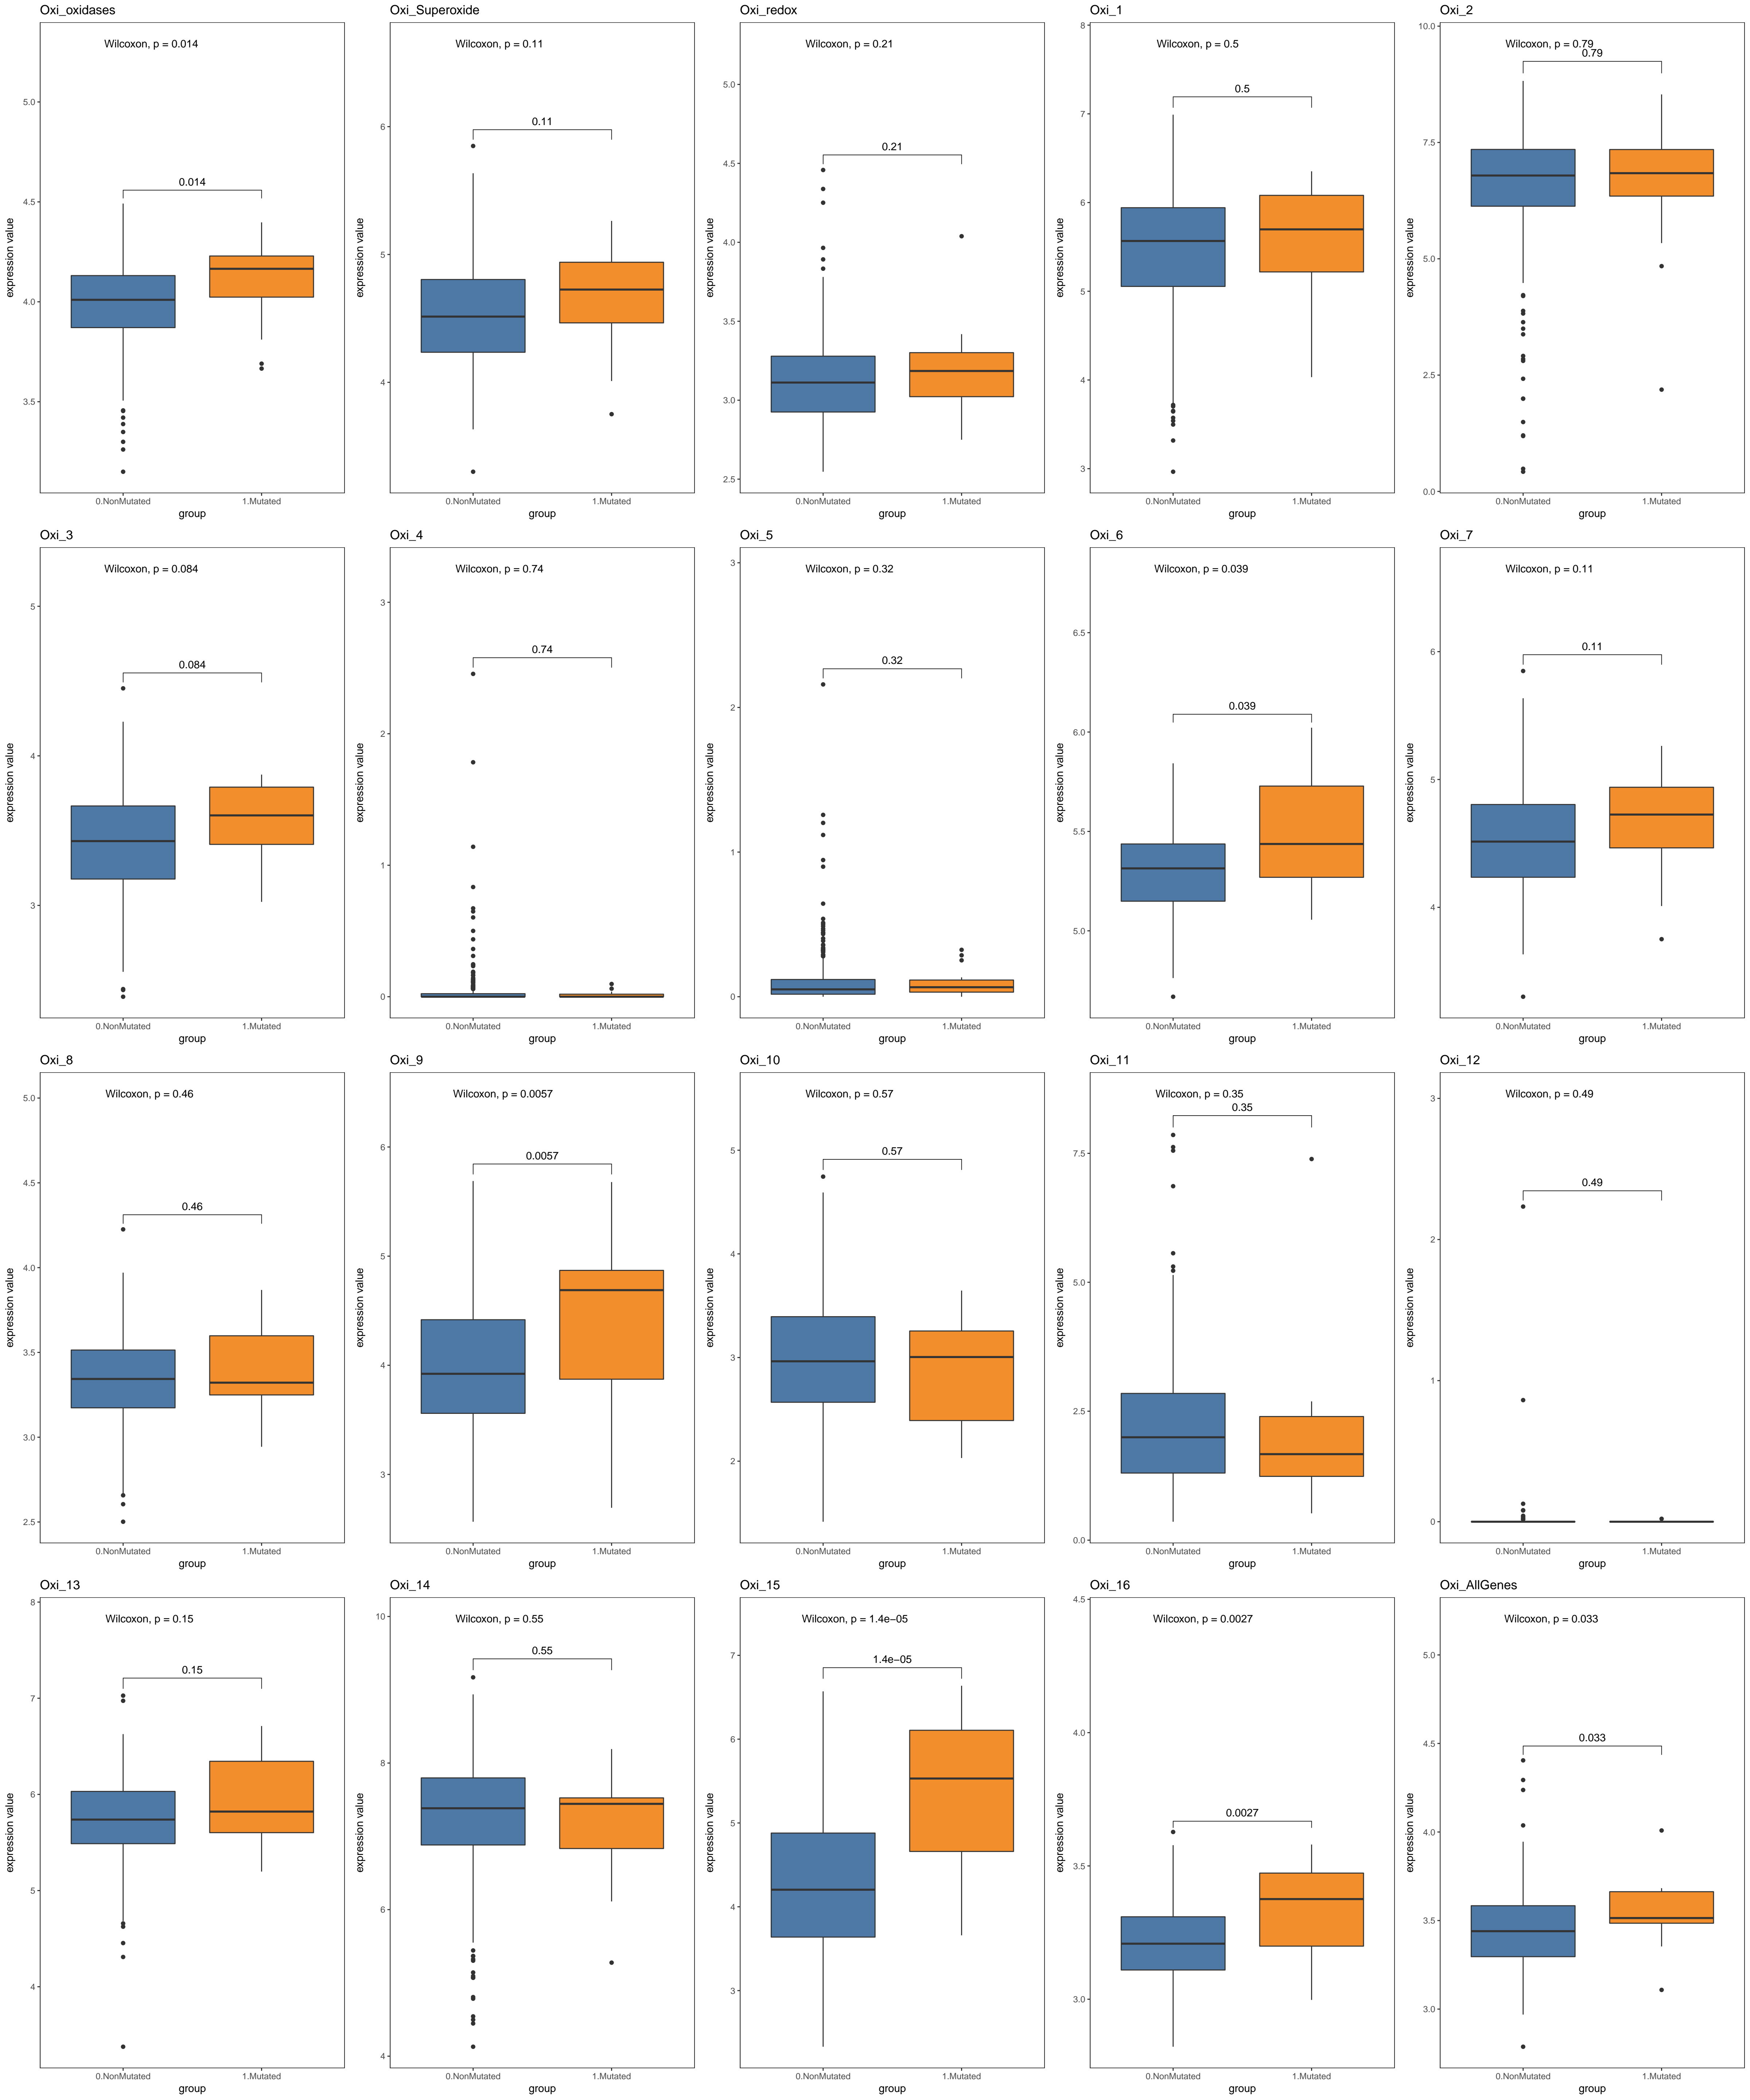 Oxi_oxidases
Wilcoxon, p = 0.014
0.014
5.0
4.5
4.0
3.5
expression value
0.NonMutated
1.Mutated
group
Oxi_Superoxide
Wilcoxon, p = 0.11
0.11
6
5
4
expression value
0.NonMutated
1.Mutated
group
Oxi_redox
Wilcoxon, p = 0.21
0.21
5.0
4.5
4.0
3.5
3.0
2.5
expression value
0.NonMutated
1.Mutated
group
Oxi_1
Wilcoxon, p = 0.5
0.5
8
7
6
5
4
3
expression value
0.NonMutated
1.Mutated
group
Oxi_2
Wilcoxon, p = 0.79
0.79
10.0
7.5
5.0
2.5
0.0
expression value
0.NonMutated
1.Mutated
group
Oxi_3
Wilcoxon, p = 0.084
0.084
5
4
3
expression value
0.NonMutated
1.Mutated
group
Oxi_4
Wilcoxon, p = 0.74
0.74
3
2
1
0
expression value
0.NonMutated
1.Mutated
group
Oxi_5
Wilcoxon, p = 0.32
0.32
3
2
1
0
expression value
0.NonMutated
1.Mutated
group
Oxi_6
Wilcoxon, p = 0.039
0.039
6.5
6.0
5.5
5.0
expression value
0.NonMutated
1.Mutated
group
Oxi_7
Wilcoxon, p = 0.11
0.11
6
5
4
expression value
0.NonMutated
1.Mutated
group
Oxi_8
Wilcoxon, p = 0.46
0.46
5.0
4.5
4.0
3.5
3.0
2.5
expression value
0.NonMutated
1.Mutated
group
Oxi_9
Wilcoxon, p = 0.0057
0.0057
6
5
4
3
expression value
0.NonMutated
1.Mutated
group
Oxi_10
Wilcoxon, p = 0.57
0.57
5
4
3
2
expression value
0.NonMutated
1.Mutated
group
Oxi_11
Wilcoxon, p = 0.35
0.35
7.5
5.0
2.5
0.0
expression value
0.NonMutated
1.Mutated
group
Oxi_12
Wilcoxon, p = 0.49
0.49
3
2
1
0
expression value
0.NonMutated
1.Mutated
group
Oxi_13
Wilcoxon, p = 0.15
0.15
8
7
6
5
4
expression value
0.NonMutated
1.Mutated
group
Oxi_14
Wilcoxon, p = 0.55
0.55
10
8
6
4
expression value
0.NonMutated
1.Mutated
group
Oxi_15
Wilcoxon, p = 1.4e−05
1.4e−05
7
6
5
4
3
expression value
0.NonMutated
1.Mutated
group
Oxi_16
Wilcoxon, p = 0.0027
0.0027
4.5
4.0
3.5
3.0
expression value
0.NonMutated
1.Mutated
group
Oxi_AllGenes
Wilcoxon, p = 0.033
0.033
5.0
4.5
4.0
3.5
3.0
expression value
0.NonMutated
1.Mutated
group